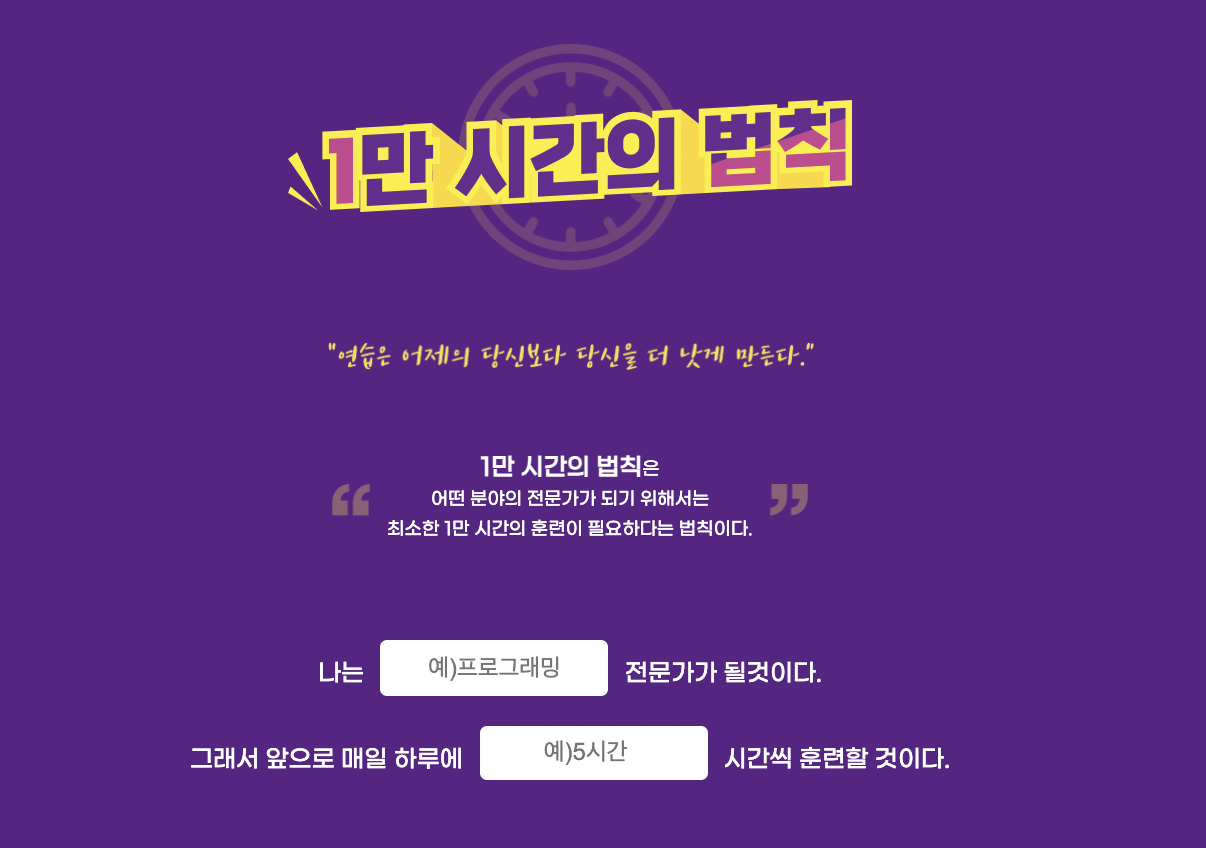 1만 시간의 법칙
"연습은 어제의 당신보다 당신을 더 낫게 만든다."
1만 시간의 법칙은
“ 어떤 분야의 전문가가 되기 위해서는 ”
최소한 1만 시간의 훈련이 필요하다는 법칙이다.
나는 예)프로그래밍 전문가가 될것이다.
그래서 앞으로 매일 하루에 예)5시간 시간씩 훈련할 것이다.